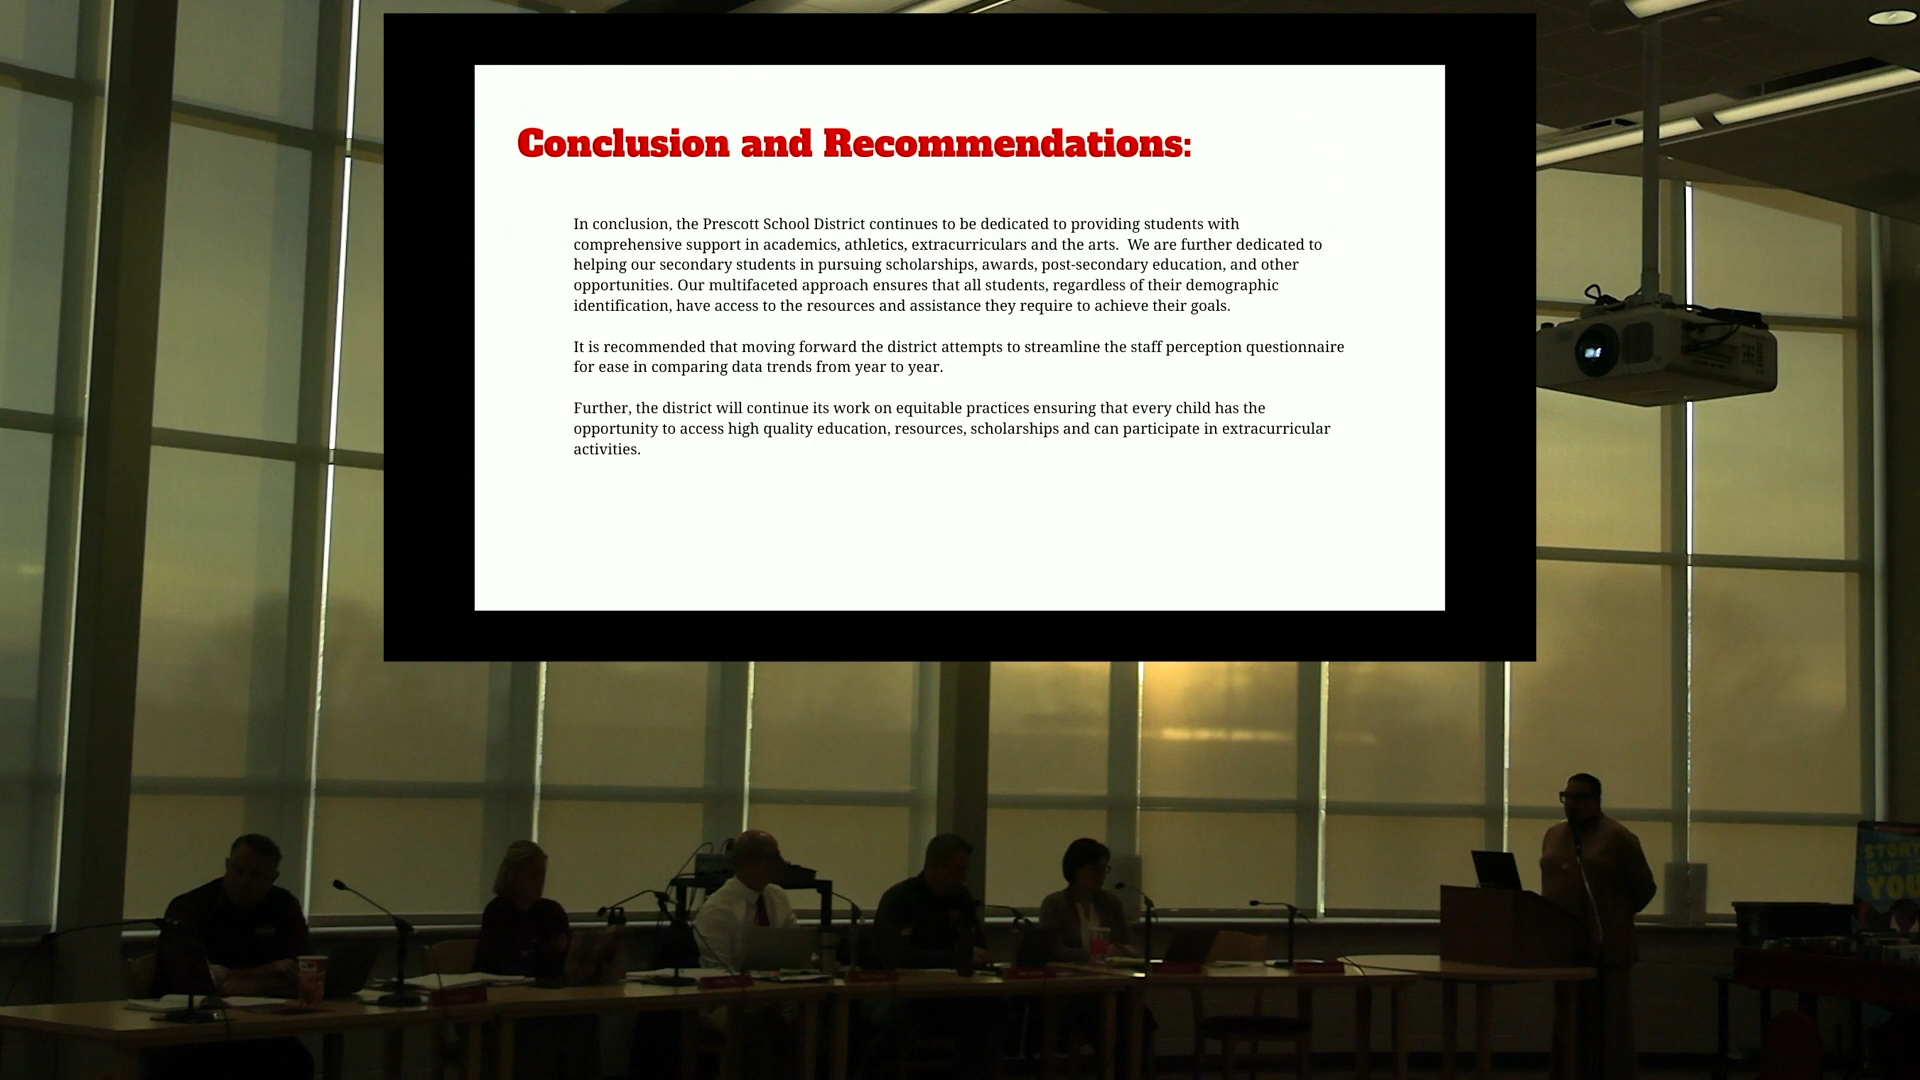 Conclusion and Recommendations:
In conclusion, the Prescott School District continues to be dedicated to providing students with
comprehensive support in academics, athletics, extracurriculars and the arts.  We are further dedicated to
helping our secondary students in pursuing scholarships, awards, post-secondary education, and other
opportunities. Our multifaceted approach ensures that all students, regardless of their demographic
identification, have access to the resources and assistance they require to achieve their goals.
It is recommended that moving forward the district attempts to streamline the staff perception questionnaire
for ease in comparing data trends from year to year.
Further, the district will continue its work on equitable practices ensuring that every child has the
opportunity to access high quality education, resources, scholarships and can participate in extracurricular
activities.
YOU